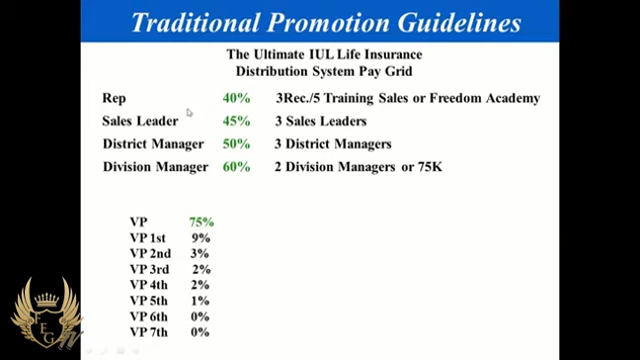 Traditional Promotion Guidelines
The Ultimate IUL Life Insurance
Distribution System Pay Grid
Rep 40% 3Rec./5 Training Sales or Freedom Academy
Sales Leader 45% 3 Sales Leaders
District Manager 50% 3 District Managers
Division Manager 60% 2 Division Managers or 75K
VP 75%
VP 1st 9%
VP 2nd 3%
VP 3rd 2%
VP 4th 2%
VP 5th 1%
VP 6th 0%
VP 7th 0%
FEG
TV